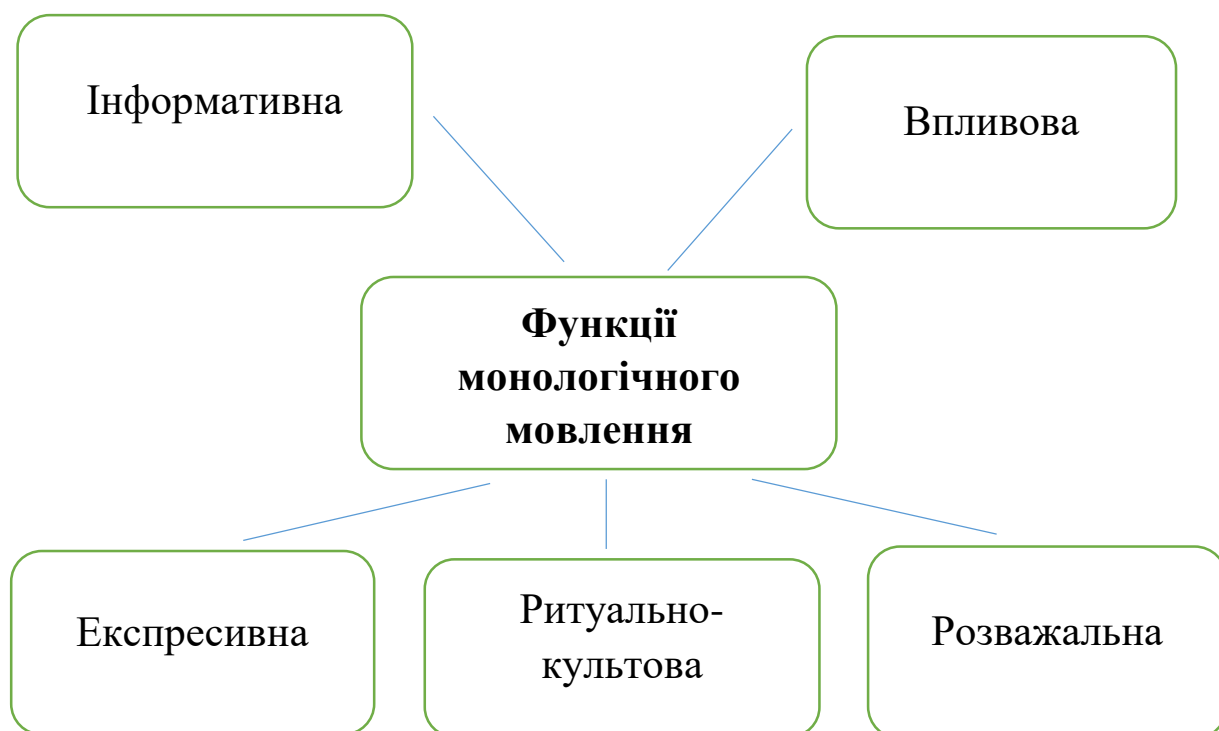 Інформативна
Впливова
Функції
монологічного
мовлення
Експресивна
Ритуально-
культова
Розважальна